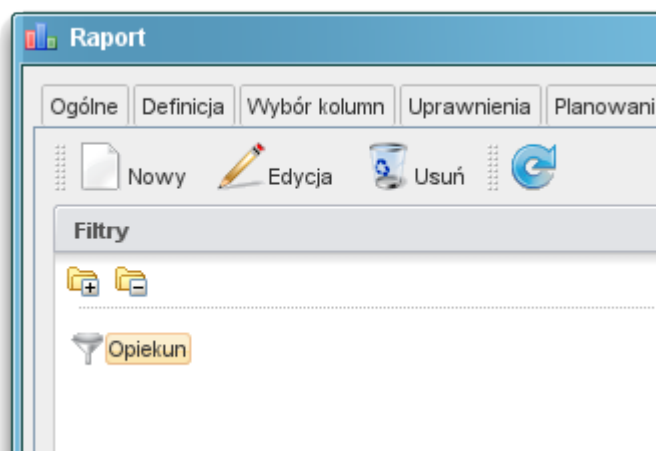 Raport
Ogólne Definicja Wybór kolumn Uprawnienia Planowani
Nowy Edycja Usuń
Filtry
Opiekun